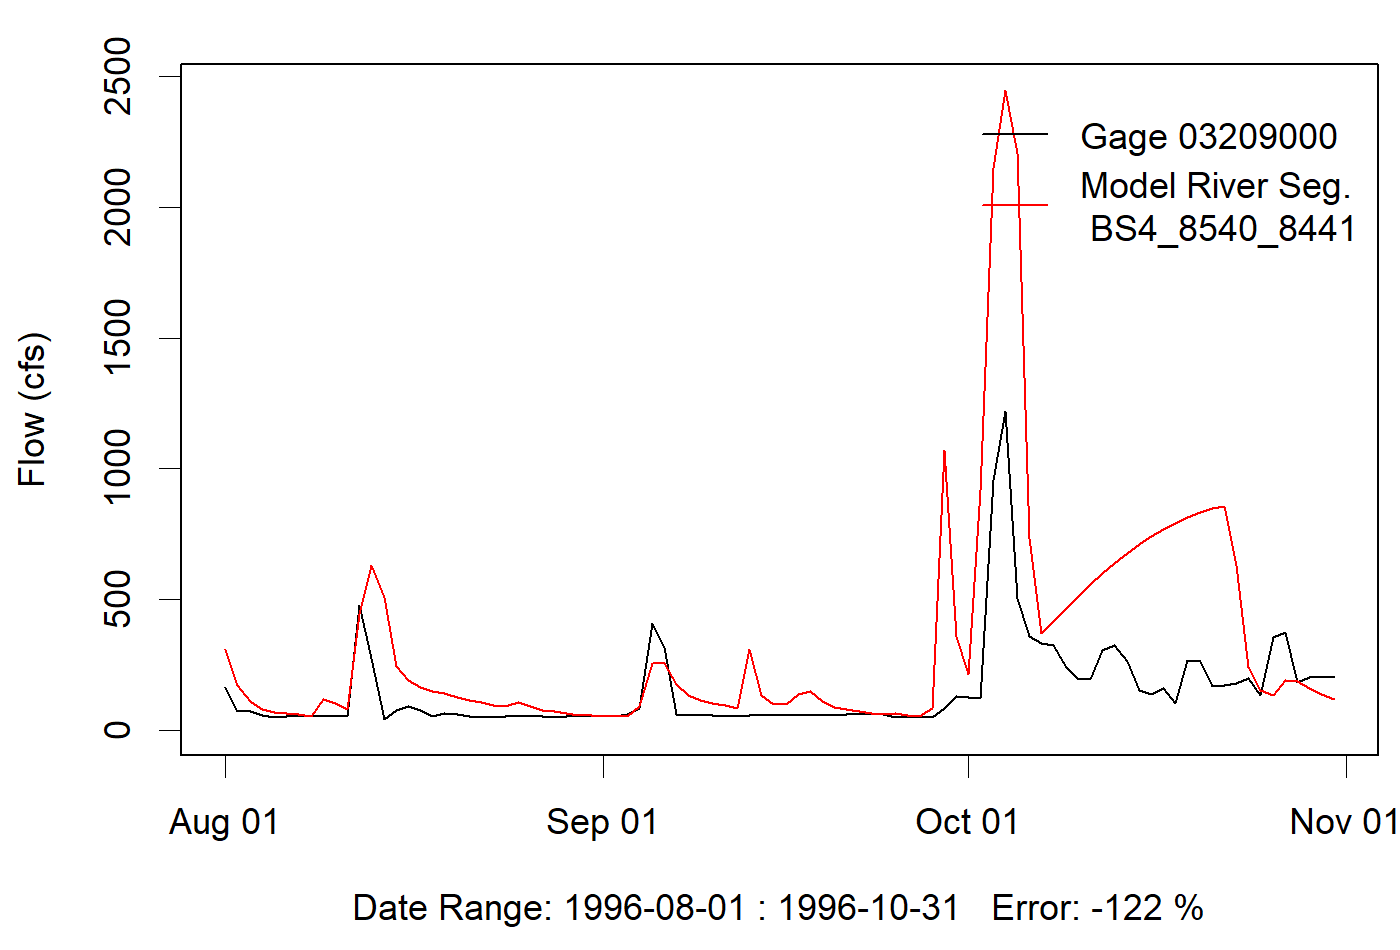 2500
2000
1500
1000
500
0
Flow (cfs)
Gage 03209000
Model River Seg.
BS4_8540_8441
Aug 01
Sep 01
Oct 01
Nov 01
Date Range: 1996-08-01 : 1996-10-31 Error: -122 %